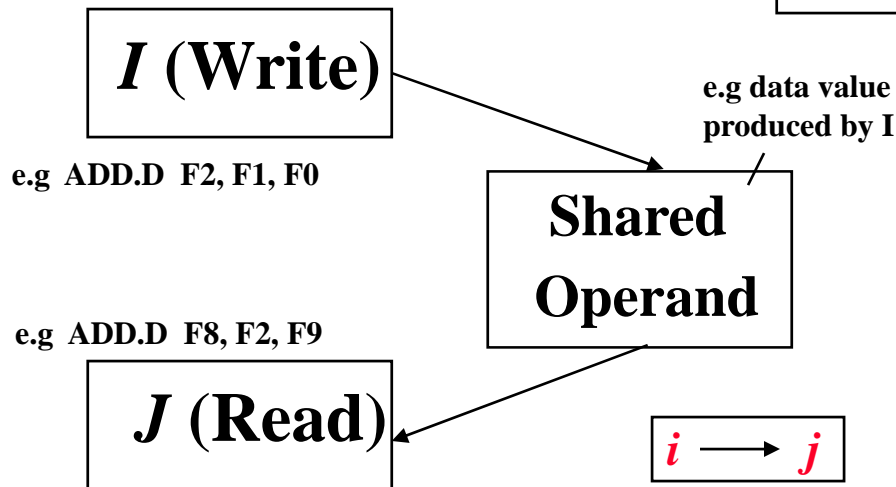 I (Write)
e.g data value
produced by I
e.g  ADD.D  F2, F1, F0
Shared
Operand
e.g  ADD.D  F8, F2, F9
J (Read)
i j